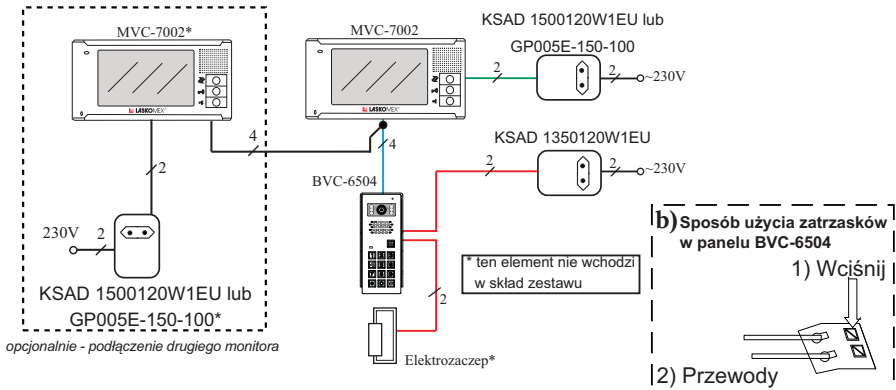 MVC-7002*
LASKOMEX
2
4
230V
2
KSAD 1500120W1EU lub
GP005E-150-100*
opcjonalnie - podłączenie drugiego monitora
MVC-7002
LASKOMEX
4
KSAD 1500120W1EU lub
GP005E-150-100
2
2
~230V
KSAD 1350120W1EU
2
2
~230V
BVC-6504
2
* ten element nie wchodzi
w skład zestawu
Elektrozaczep*
b) Sposób użycia zatrzasków
w panelu BVC-6504
1) Wciśnij
2) Przewody